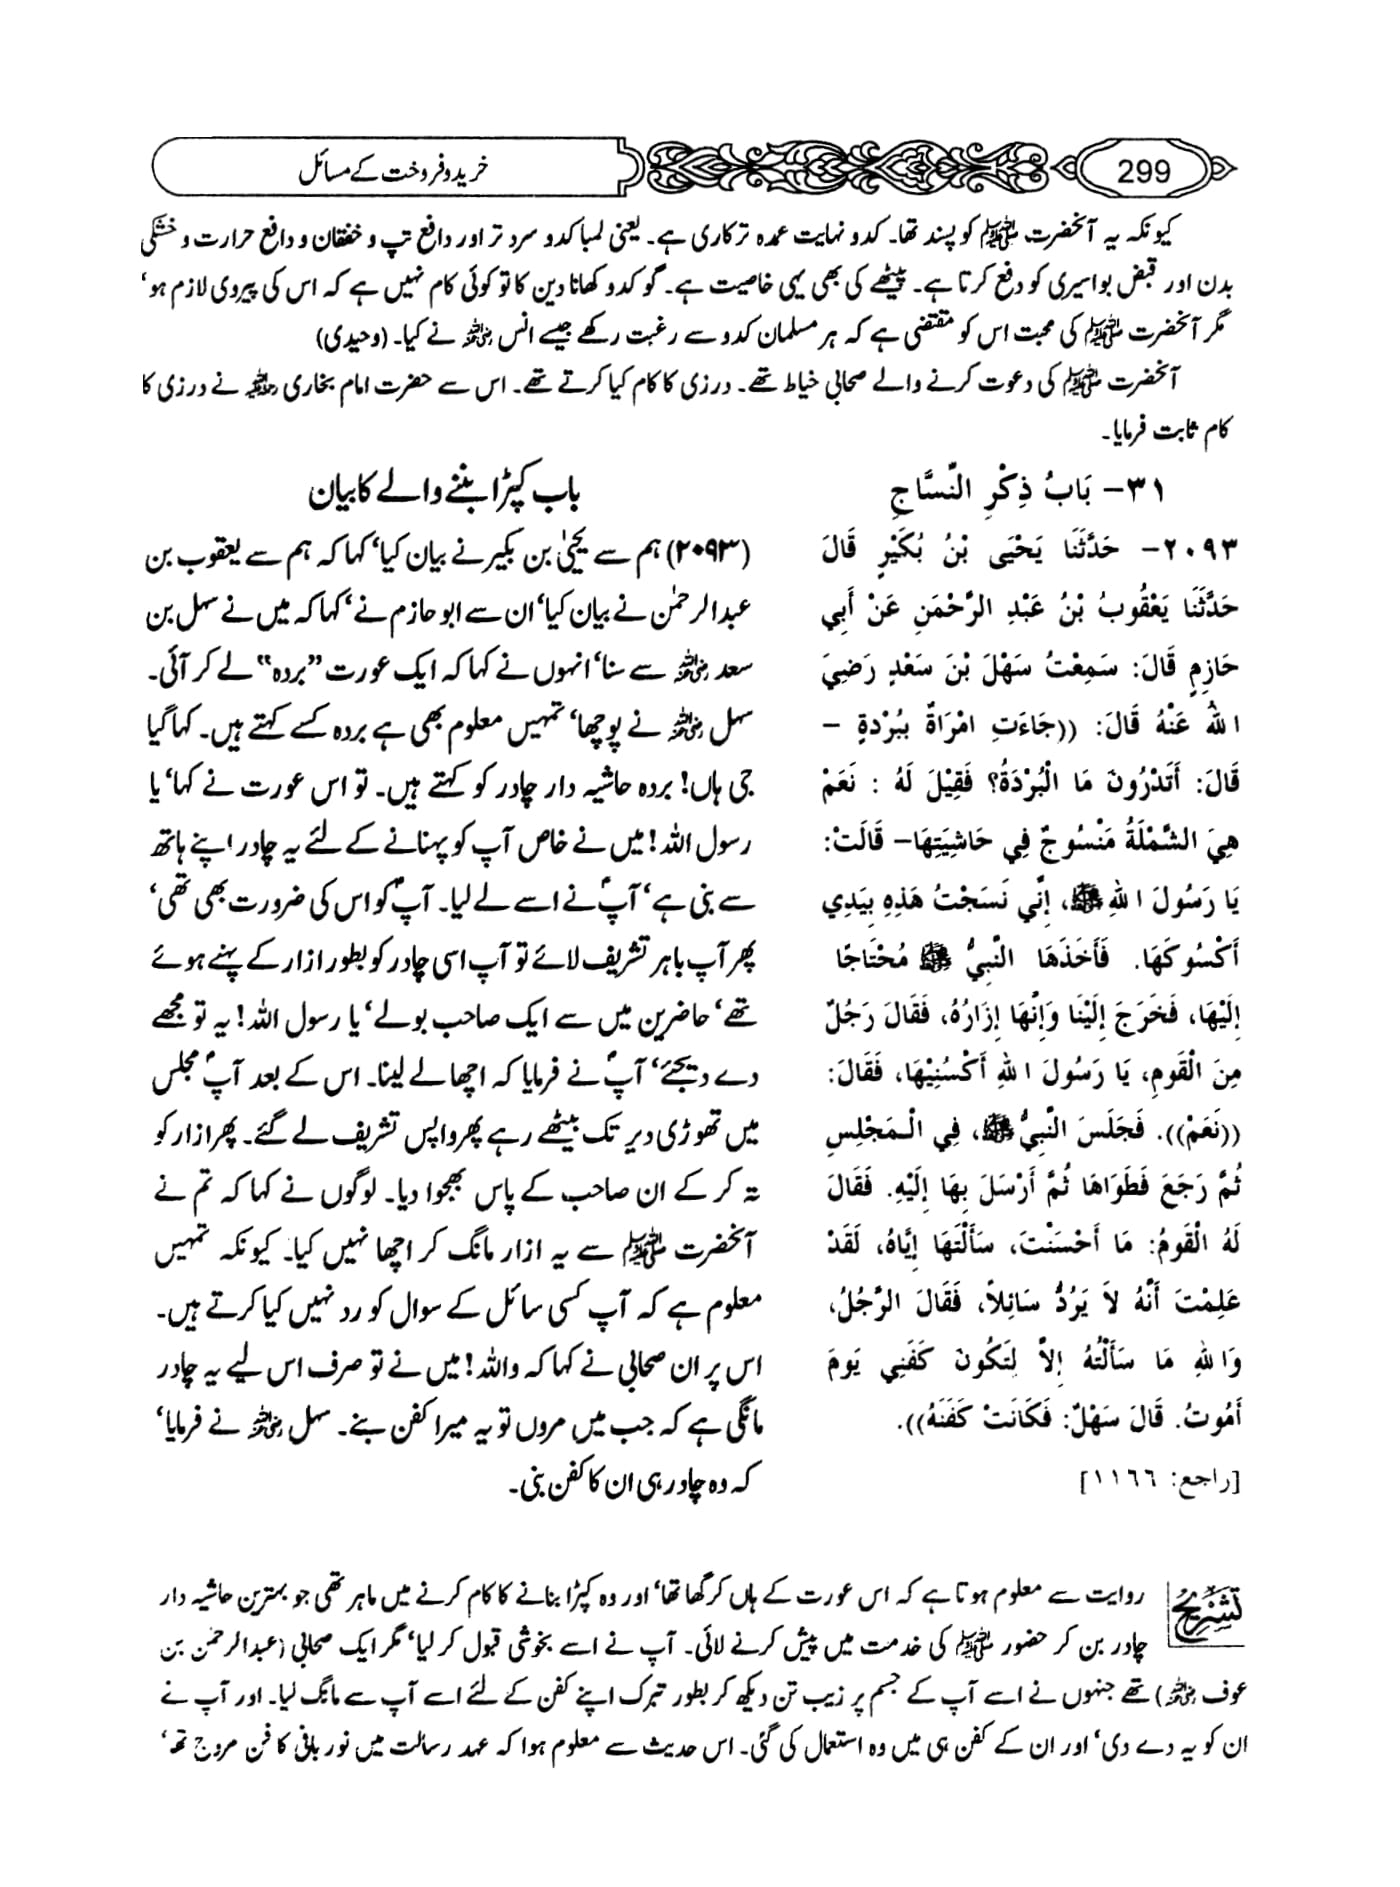 299
خرید و فروخت کے مسائل
کیونکہ یہ آنحضرت ﷺ کو پسند تھا۔ کدو نہایت عمدہ ترکاری ہے۔ یعنی لمبا کدو سرد تر اور دافع تپ و خفقان و دافع حرارت و خشکی
بدن اور قبض بواسیری کو دفع کرتا ہے۔ پیٹھے کی بھی یہی خاصیت ہے۔ گو کدو کھانا دین کا تو کوئی کام نہیں ہے کہ اس کی پیروی لازم ہو‘
مگر آنحضرت ﷺ کی محبت اس کو مقتضی ہے کہ ہر مسلمان کدو سے رغبت رکھے جیسے انس رضی اللہ عنہ نے کیا۔ (وحیدی)
آنحضرت ﷺ کی دعوت کرنے والے صحابی خیاط تھے۔ درزی کا کام کیا کرتے تھے۔ اس سے حضرت امام بخاری رحمہ اللہ نے درزی کا
کام ثابت فرمایا۔
٣١- بَابُ ذِكْرِ النَّسَّاجِ
٢٠٩٣- حَدَّثَنَا يَحْيَى بْنُ بُكَيْرٍ قَالَ
حَدَّثَنَا يَعْقُوبُ بْنُ عَبْدِ الرَّحْمَنِ عَنْ أَبِي
حَازِمٍ قَالَ: سَمِعْتُ سَهْلَ بْنَ سَعْدٍ رَضِيَ
اللهُ عَنْهُ قَالَ: ((جَاءَتِ امْرَأَةٌ بِبُرْدَةٍ –
قَالَ: أَتَدْرُونَ مَا الْبُرْدَةُ؟ فَقِيْلَ لَهُ : نَعَمْ
هِيَ الشَّمْلَةُ مَنْسُوجٌ فِي حَاشِيَتِهَا– قَالَتْ:
يَا رَسُولَ اللهِ ﷺ، إِنِّي نَسَجْتُ هَذِهِ بِيَدِي
أَكْسُوكَهَا. فَأَخَذَهَا النَّبِيُّ ﷺ مُحْتَاجًا
إِلَيْهَا، فَخَرَجَ إِلَيْنَا وَإِنَّهَا إِزَارُهُ، فَقَالَ رَجُلٌ
مِنَ الْقَومِ، يَا رَسُولَ اللهِ أَكْسُنِيْهَا، فَقَالَ:
((نَعَمْ)). فَجَلَسَ النَّبِيُّ ﷺ، فِي الْمَجْلِسِ
ثُمَّ رَجَعَ فَطَوَاهَا ثُمَّ أَرْسَلَ بِهَا إِلَيْهِ. فَقَالَ
لَهُ الْقَومُ: مَا أَحْسَنْتَ، سَأَلْتَهَا إِيَّاهُ، لَقَدْ
عَلِمْتَ أَنَّهُ لاَ يَرُدُّ سَائِلاً، فَقَالَ الرَّجُلُ،
وَاللهِ مَا سَأَلْتُهُ إِلاَّ لِتَكُونَ كَفَنِي يَومَ
أَمُوتُ. قَالَ سَهْلٌ: فَكَانَتْ كَفَنَهُ)).
[راجع: ١١٦٦]
باب کپڑا بننے والے کا بیان
(۲۰۹۳) ہم سے یحییٰ بن بکیر نے بیان کیا‘ کہا کہ ہم سے یعقوب بن
عبدالرحمٰن نے بیان کیا‘ ان سے ابو حازم نے‘ کہا کہ میں نے سہل بن
سعد رضی اللہ عنہ سے سنا‘ انہوں نے کہا کہ ایک عورت ”بردہ“ لے کر آئی۔
سہل رضی اللہ عنہ نے پوچھا‘ تمہیں معلوم بھی ہے بردہ کسے کہتے ہیں۔ کہا گیا
جی ہاں! بردہ حاشیہ دار چادر کو کہتے ہیں۔ تو اس عورت نے کہا‘ یا
رسول اللہ! میں نے خاص آپ کو پہنانے کے لئے یہ چادر اپنے ہاتھ
سے بنی ہے‘ آپؐ نے اسے لے لیا۔ آپؐ کو اس کی ضرورت بھی تھی‘
پھر آپ باہر تشریف لائے تو آپ اسی چادر کو بطور ازار کے پہنے ہوئے
تھے‘ حاضرین میں سے ایک صاحب بولے‘ یا رسول اللہ! یہ تو مجھے
دے دیجئے‘ آپؐ نے فرمایا کہ اچھا لے لینا۔ اس کے بعد آپؐ مجلس
میں تھوڑی دیر تک بیٹھے رہے پھر واپس تشریف لے گئے۔ پھر ازار کو
تہ کر کے ان صاحب کے پاس بھجوا دیا۔ لوگوں نے کہا کہ تم نے
آنحضرت ﷺ سے یہ ازار مانگ کر اچھا نہیں کیا۔ کیونکہ تمہیں
معلوم ہے کہ آپ کسی سائل کے سوال کو رد نہیں کیا کرتے ہیں۔
اس پر ان صحابی نے کہا کہ واللہ! میں نے تو صرف اس لیے یہ چادر
مانگی ہے کہ جب میں مروں تو یہ میرا کفن بنے۔ سہل رضی اللہ عنہ نے فرمایا‘
کہ وہ چادر ہی ان کا کفن بنی۔
تشریح
روایت سے معلوم ہوتا ہے کہ اس عورت کے ہاں کرگھا تھا‘ اور وہ کپڑا بنانے کا کام کرنے میں ماہر تھی جو بہترین حاشیہ دار
چادر بن کر حضور ﷺ کی خدمت میں پیش کرنے لائی۔ آپ نے اسے بخوشی قبول کر لیا‘ مگر ایک صحابی (عبدالرحمٰن بن
عوف رضی اللہ عنہ) تھے جنہوں نے اسے آپ کے جسم پر زیب تن دیکھ کر بطور تبرک اپنے کفن کے لئے اسے آپ سے مانگ لیا۔ اور آپ نے
ان کو یہ دے دی‘ اور ان کے کفن ہی میں وہ استعمال کی گئی۔ اس حدیث سے معلوم ہوا کہ عہد رسالت میں نور بافی کا فن مروج تھا‘